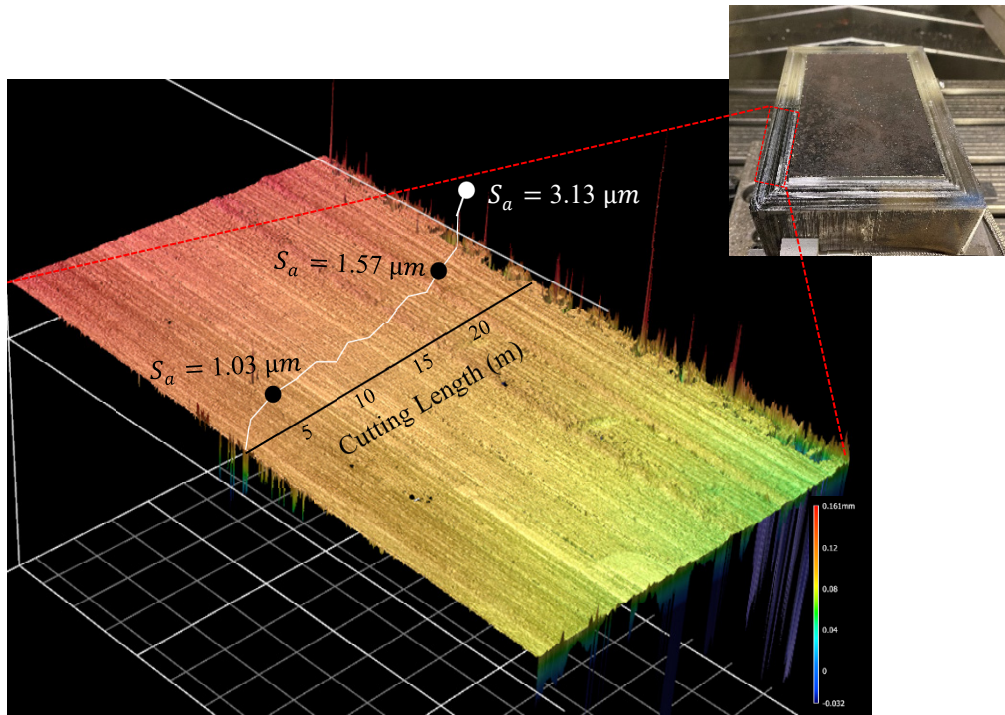 S_a = 3.13 μm
S_a = 1.57 μm
S_a = 1.03 μm
5
10
15
20
Cutting Length (m)
0.161mm
0.12
0.08
0.04
0
-0.032